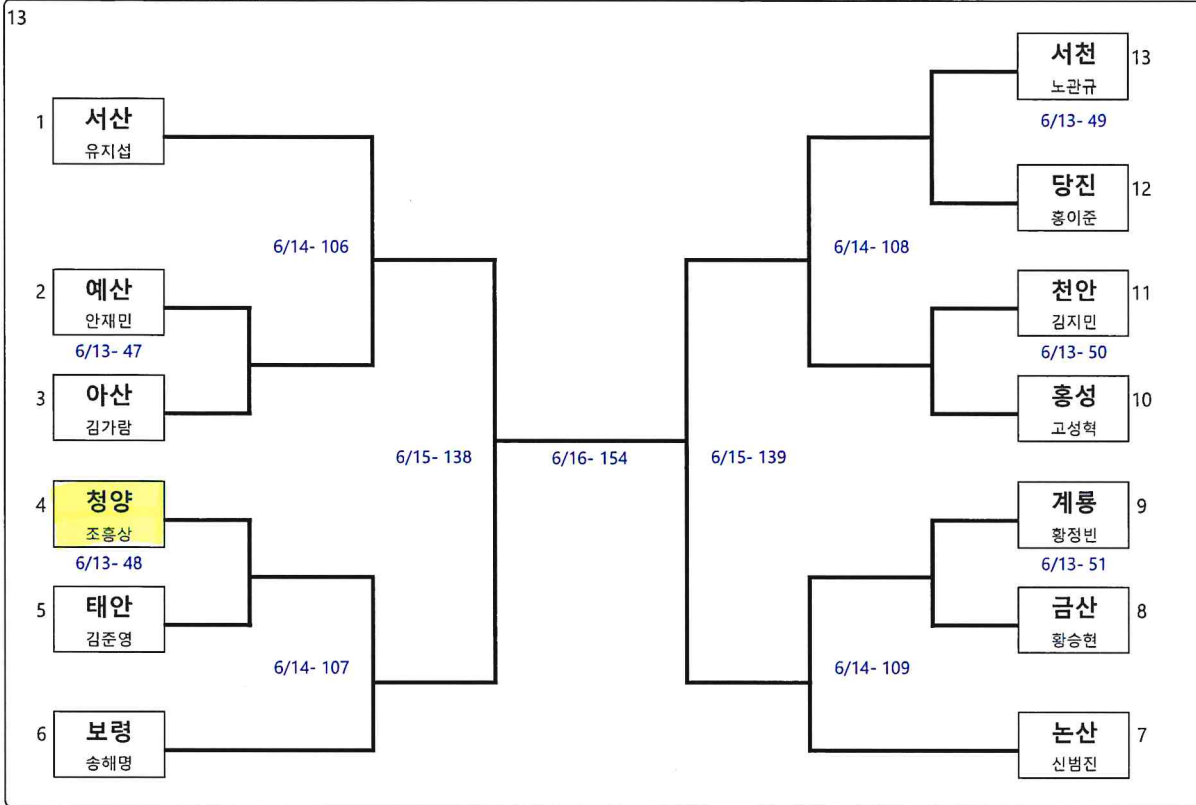 13
1
서산
유지섭
6/14- 106
2
예산
안재민
6/13- 47
3
아산
김가람
6/15- 138
4
청양
조흥상
6/13- 48
5
태안
김준영
6/14- 107
6
보령
송해명
6/16- 154
서천
노관규
13
6/13- 49
당진
홍이준
12
6/14- 108
천안
김지민
11
6/13- 50
홍성
고성혁
10
6/15- 139
계룡
황정빈
9
6/13- 51
금산
황승현
8
6/14- 109
논산
신범진
7